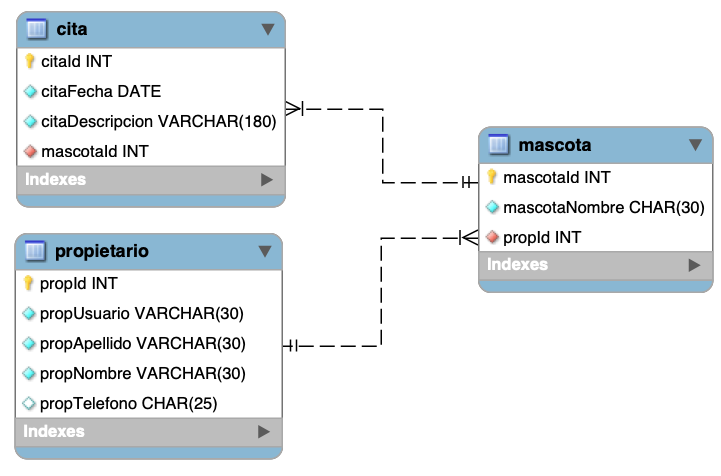 cita
citaId INT
citaFecha DATE
citaDescripcion VARCHAR(180)
mascotaId INT
Indexes
propietario
propId INT
propUsuario VARCHAR(30)
propApellido VARCHAR(30)
propNombre VARCHAR(30)
propTelefono CHAR(25)
Indexes
mascota
mascotaId INT
mascotaNombre CHAR(30)
propId INT
Indexes